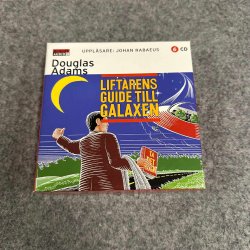 UPPLÄSARE: JOHAN RABAEUS
6 CD
Douglas
Adams
LIFTARENS
GUIDE TILL
GALAXEN